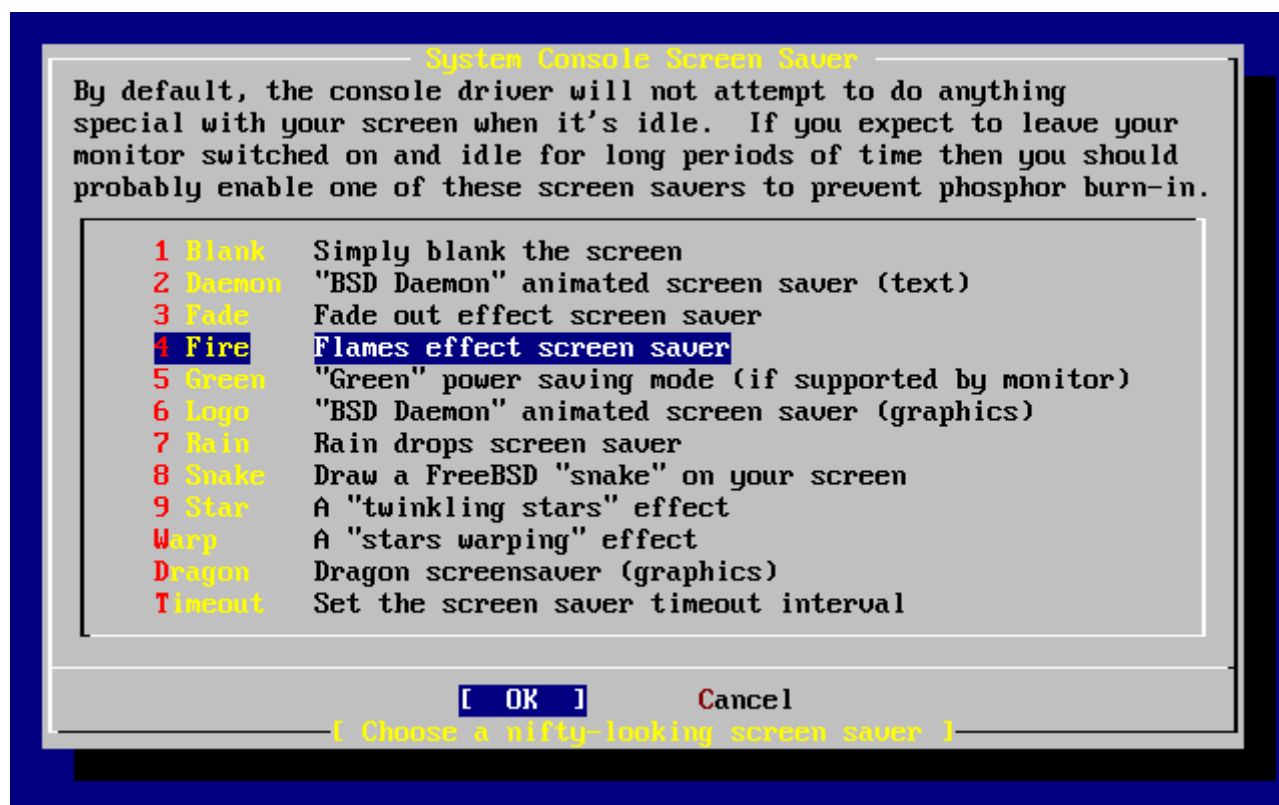 System Console Screen Saver
By default, the console driver will not attempt to do anything
special with your screen when it's idle.  If you expect to leave your
monitor switched on and idle for long periods of time then you should
probably enable one of these screen savers to prevent phosphor burn-in.
1 Blank   Simply blank the screen
2 Daemon  "BSD Daemon" animated screen saver (text)
3 Fade    Fade out effect screen saver
4 Fire    Flames effect screen saver
5 Green   "Green" power saving mode (if supported by monitor)
6 Logo    "BSD Daemon" animated screen saver (graphics)
7 Rain    Rain drops screen saver
8 Snake   Draw a FreeBSD "snake" on your screen
9 Star    A "twinkling stars" effect
Warp      A "stars warping" effect
Dragon    Dragon screensaver (graphics)
Timeout   Set the screen saver timeout interval
[  OK  ]       Cancel
[ Choose a nifty-looking screen saver ]